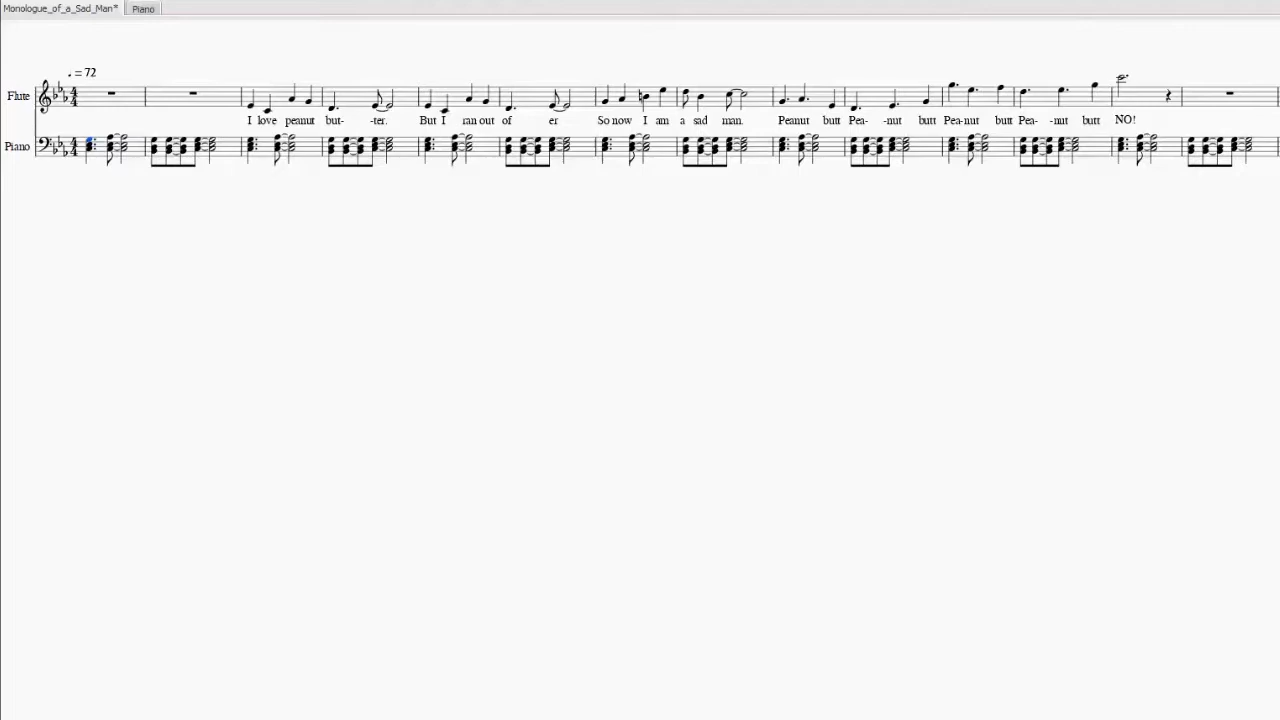 Monologue_of_a_Sad_Man* Piano
. = 72
Flute
I love peanut but- -ter. But I ran out of er So now I am a sad man. Peanut butt Pea- -nut butt Pea-nut butt Pea- -nut butt NO!
Piano